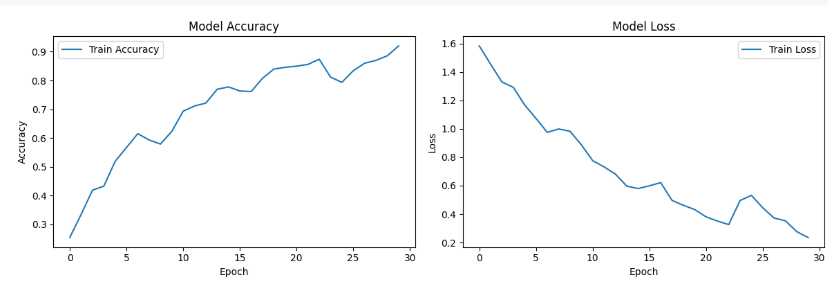 Model Accuracy
Train Accuracy
0.9
0.8
0.7
0.6
0.5
0.4
0.3
Accuracy
0 5 10 15 20 25 30
Epoch
Model Loss
Train Loss
1.6
1.4
1.2
1.0
0.8
0.6
0.4
0.2
Loss
0 5 10 15 20 25 30
Epoch